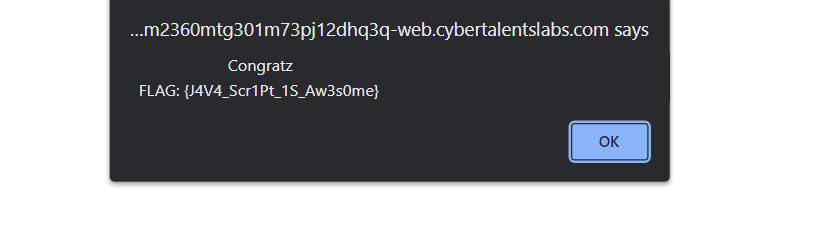 ...m2360mtg301m73pj12dhq3q-web.cybertalentslabs.com says
Congratz
FLAG: {J4V4_Scr1Pt_1S_Aw3s0me}
OK